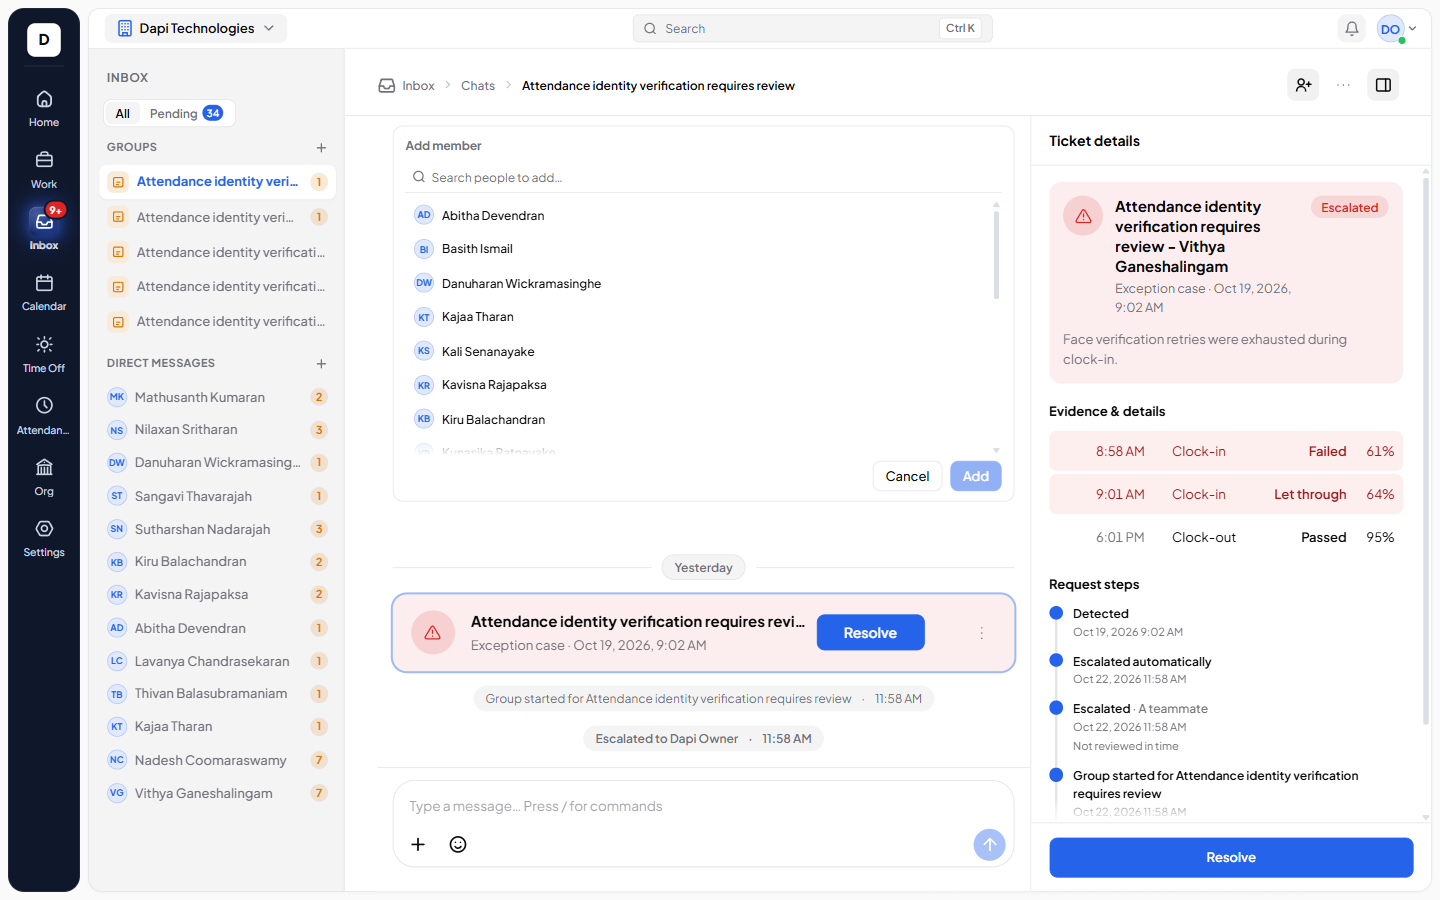 D
Dapi Technologies
Search
Ctrl K
DO
Home
Work
9+
Inbox
Calendar
Time Off
Attendan...
Org
Settings
INBOX
All
Pending 34
GROUPS
Attendance identity veri... 1
Attendance identity veri... 1
Attendance identity verificati...
Attendance identity verificati...
Attendance identity verificati...
DIRECT MESSAGES
MK Mathusanth Kumaran 2
NS Nilaxan Sritharan 3
DW Danuharan Wickramasing... 1
ST Sangavi Thavarajah 1
SN Sutharshan Nadarajah 3
KB Kiru Balachandran 2
KR Kavisna Rajapaksa 2
AD Abitha Devendran 1
LC Lavanya Chandrasekaran 1
TB Thivan Balasubramaniam 1
KT Kajaa Tharan 1
NC Nadesh Coomaraswamy 7
VG Vithya Ganeshalingam 7
Inbox
Chats
Attendance identity verification requires review
Add member
Search people to add...
AD Abitha Devendran
BI Basith Ismail
DW Danuharan Wickramasinghe
KT Kajaa Tharan
KS Kali Senanayake
KR Kavisna Rajapaksa
KB Kiru Balachandran
KR Kunarika Ratnayake
Cancel
Add
Yesterday
Attendance identity verification requires revi...
Exception case · Oct 19, 2026, 9:02 AM
Resolve
Group started for Attendance identity verification requires review · 11:58 AM
Escalated to Dapi Owner · 11:58 AM
Type a message... Press / for commands
Ticket details
Attendance identity
verification requires
review - Vithya
Ganeshalingam
Escalated
Exception case · Oct 19, 2026,
9:02 AM
Face verification retries were exhausted during
clock-in.
Evidence & details
8:58 AM Clock-in Failed 61%
9:01 AM Clock-in Let through 64%
6:01 PM Clock-out Passed 95%
Request steps
Detected
Oct 19, 2026 9:02 AM
Escalated automatically
Oct 22, 2026 11:58 AM
Escalated · A teammate
Oct 22, 2026 11:58 AM
Not reviewed in time
Group started for Attendance identity verification
requires review
Oct 22, 2026 11:58 AM
Resolve